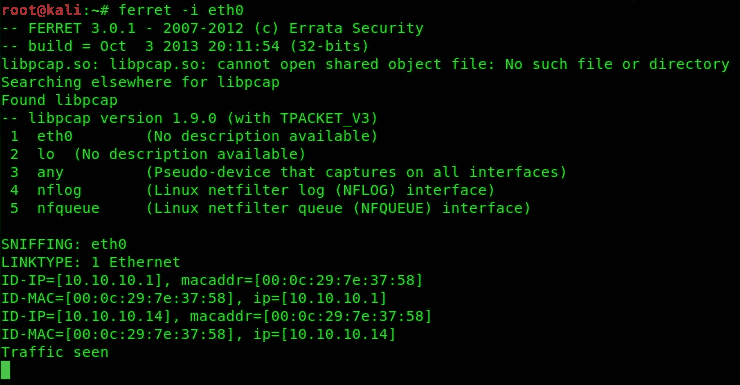 root@kali:~# ferret -i eth0
-- FERRET 3.0.1 - 2007-2012 (c) Errata Security
-- build = Oct  3 2013 20:11:54 (32-bits)
libpcap.so: libpcap.so: cannot open shared object file: No such file or directory
Searching elsewhere for libpcap
Found libpcap
-- libpcap version 1.9.0 (with TPACKET_V3)
 1  eth0        (No description available)
 2  lo  (No description available)
 3  any         (Pseudo-device that captures on all interfaces)
 4  nflog       (Linux netfilter log (NFLOG) interface)
 5  nfqueue     (Linux netfilter queue (NFQUEUE) interface)

SNIFFING: eth0
LINKTYPE: 1 Ethernet
ID-IP=[10.10.10.1], macaddr=[00:0c:29:7e:37:58]
ID-MAC=[00:0c:29:7e:37:58], ip=[10.10.10.1]
ID-IP=[10.10.10.14], macaddr=[00:0c:29:7e:37:58]
ID-MAC=[00:0c:29:7e:37:58], ip=[10.10.10.14]
Traffic seen